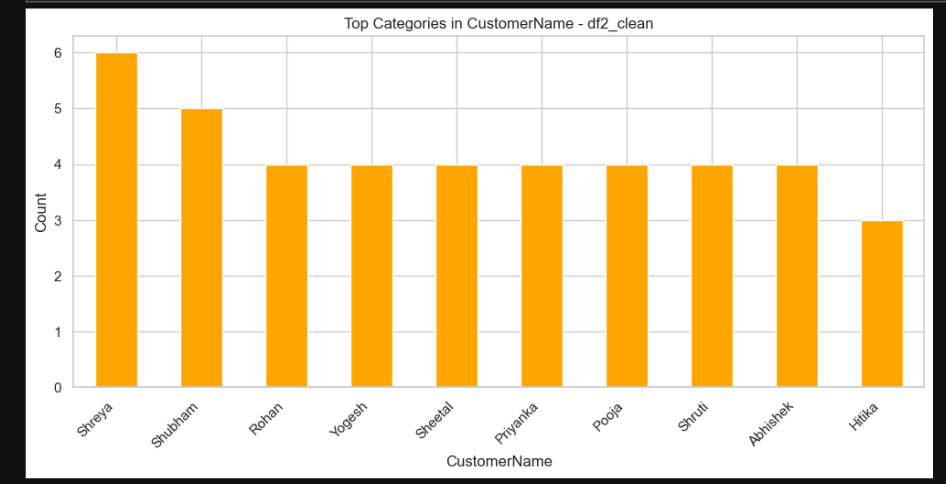 Top Categories in CustomerName - df2_clean
6
5
4
3
2
1
0
Count
Shreya
Shubham
Rohan
Yogesh
Sheetal
Priyanka
Pooja
Shruti
Abhishek
Hitika
CustomerName